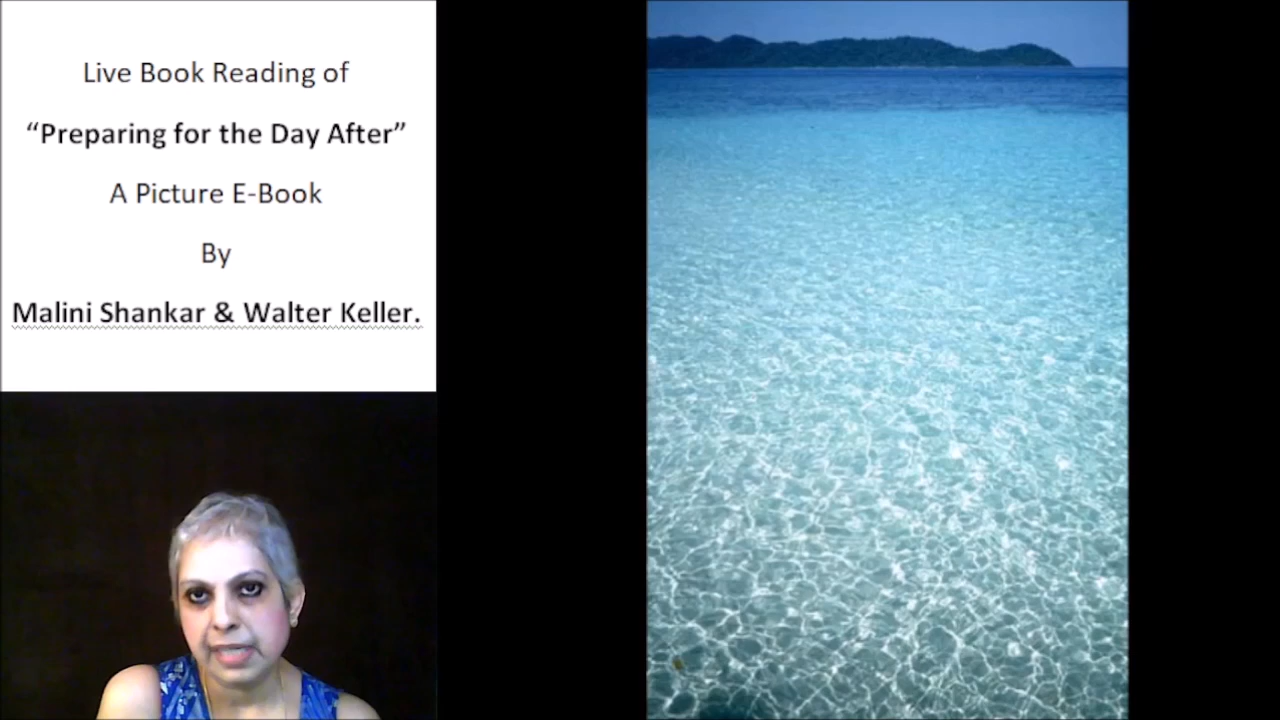 Live Book Reading of
“Preparing for the Day After”
A Picture E-Book
By
Malini Shankar & Walter Keller.